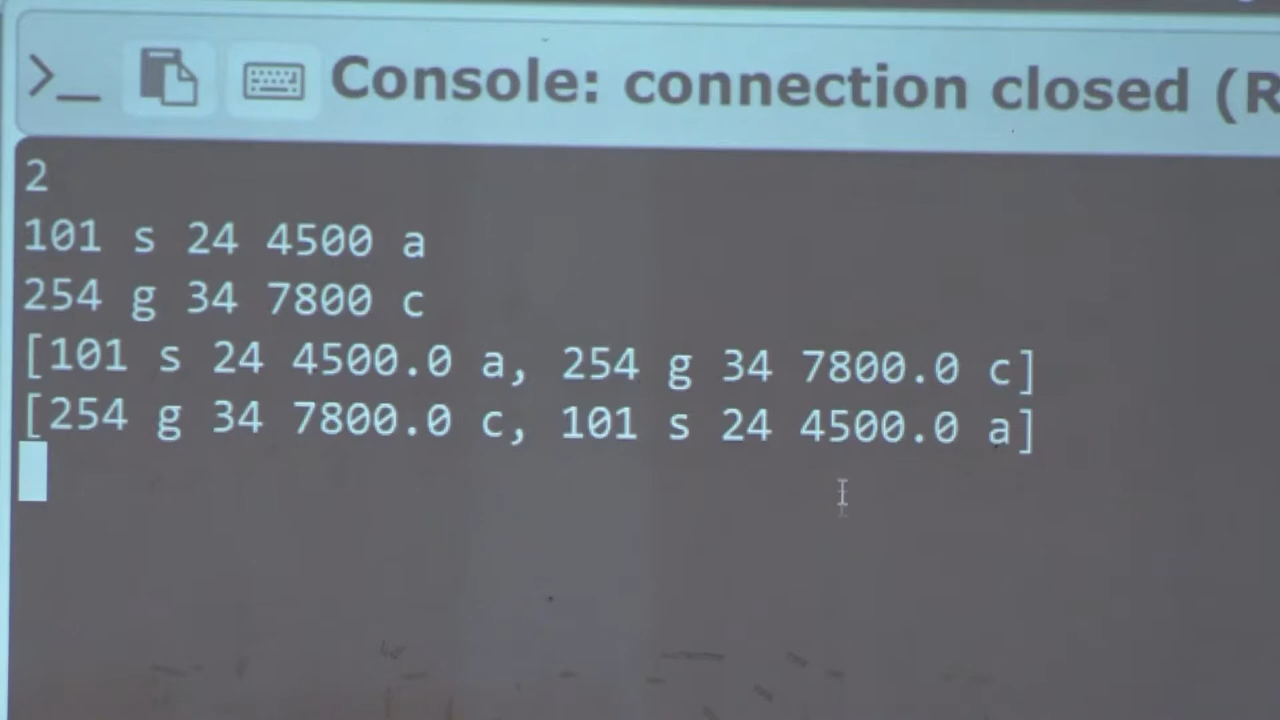 Console: connection closed (R
2
101 s 24 4500 a
254 g 34 7800 c
[101 s 24 4500.0 a, 254 g 34 7800.0 c]
[254 g 34 7800.0 c, 101 s 24 4500.0 a]